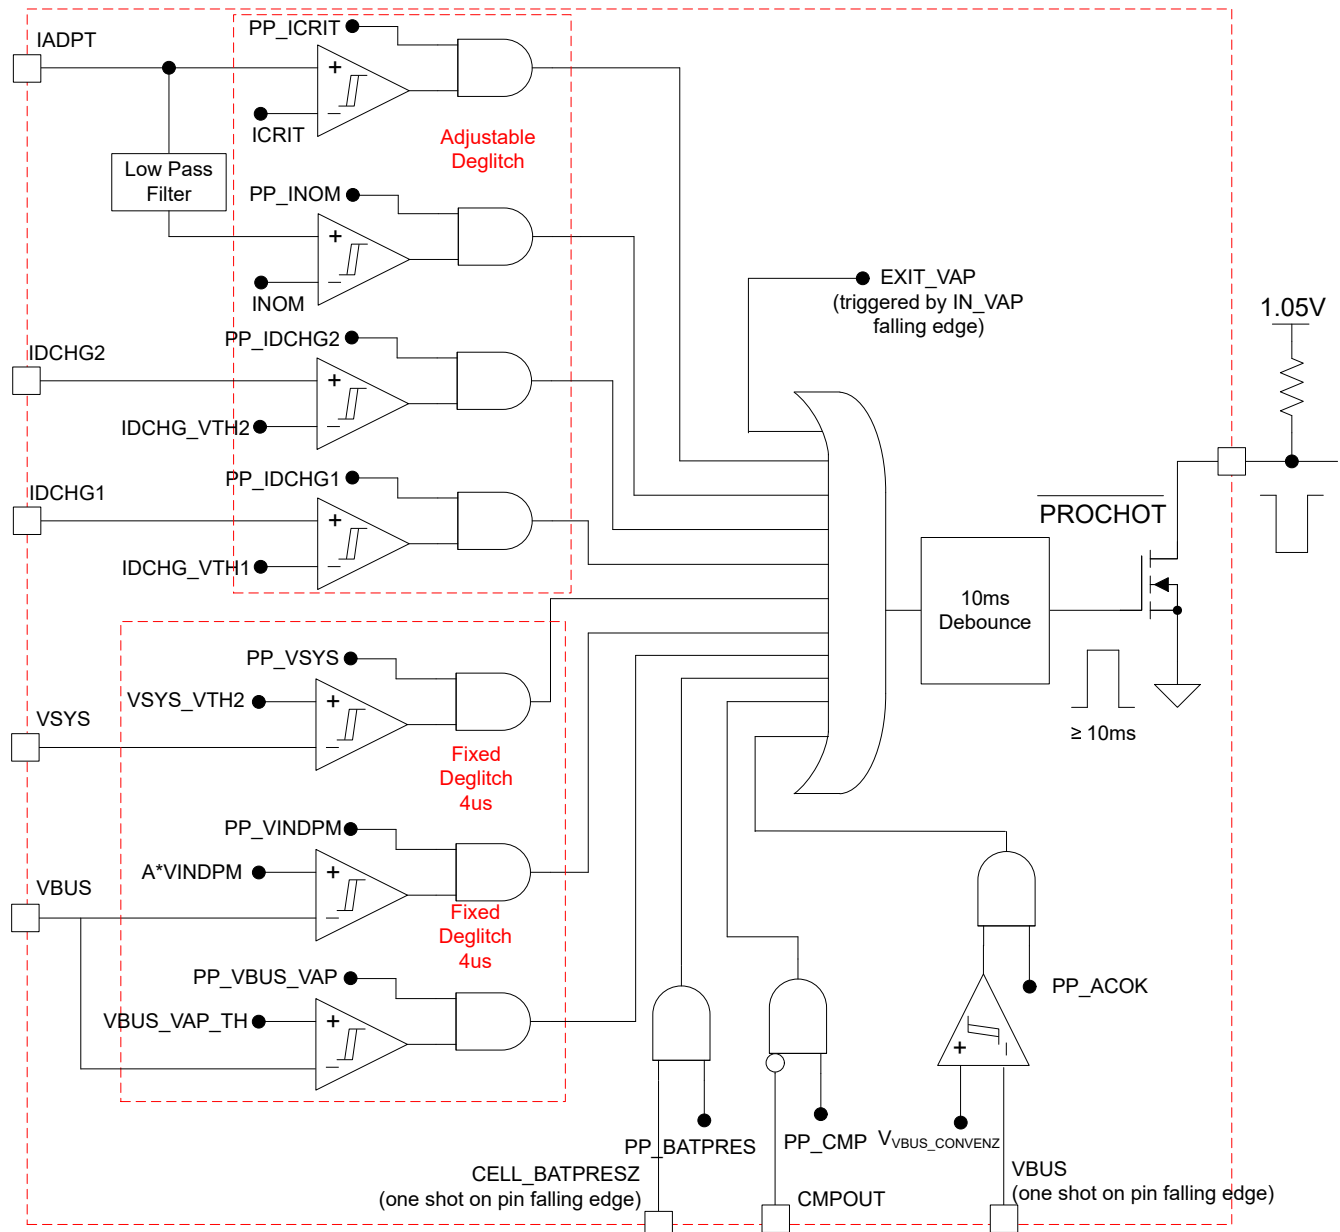 IADPT
PP_ICRIT
+
−
ICRIT
Adjustable
Deglitch
Low Pass
Filter
PP_INOM
+
−
INOM
EXIT_VAP
(triggered by IN_VAP
falling edge)
1.05V
IDCHG2
PP_IDCHG2
+
−
IDCHG_VTH2
IDCHG1
PP_IDCHG1
+
−
IDCHG_VTH1
PROCHOT
10ms
Debounce
≥ 10ms
PP_VSYS
VSYS_VTH2
+
−
VSYS
Fixed
Deglitch
4us
PP_VINDPM
A*VINDPM
+
−
VBUS
Fixed
Deglitch
4us
PP_VBUS_VAP
VBUS_VAP_TH
+
−
PP_ACOK
+
−
PP_BATPRES
PP_CMP
VVBUS_CONVENZ
CELL_BATPRESZ
(one shot on pin falling edge)
CMPOUT
VBUS
(one shot on pin falling edge)